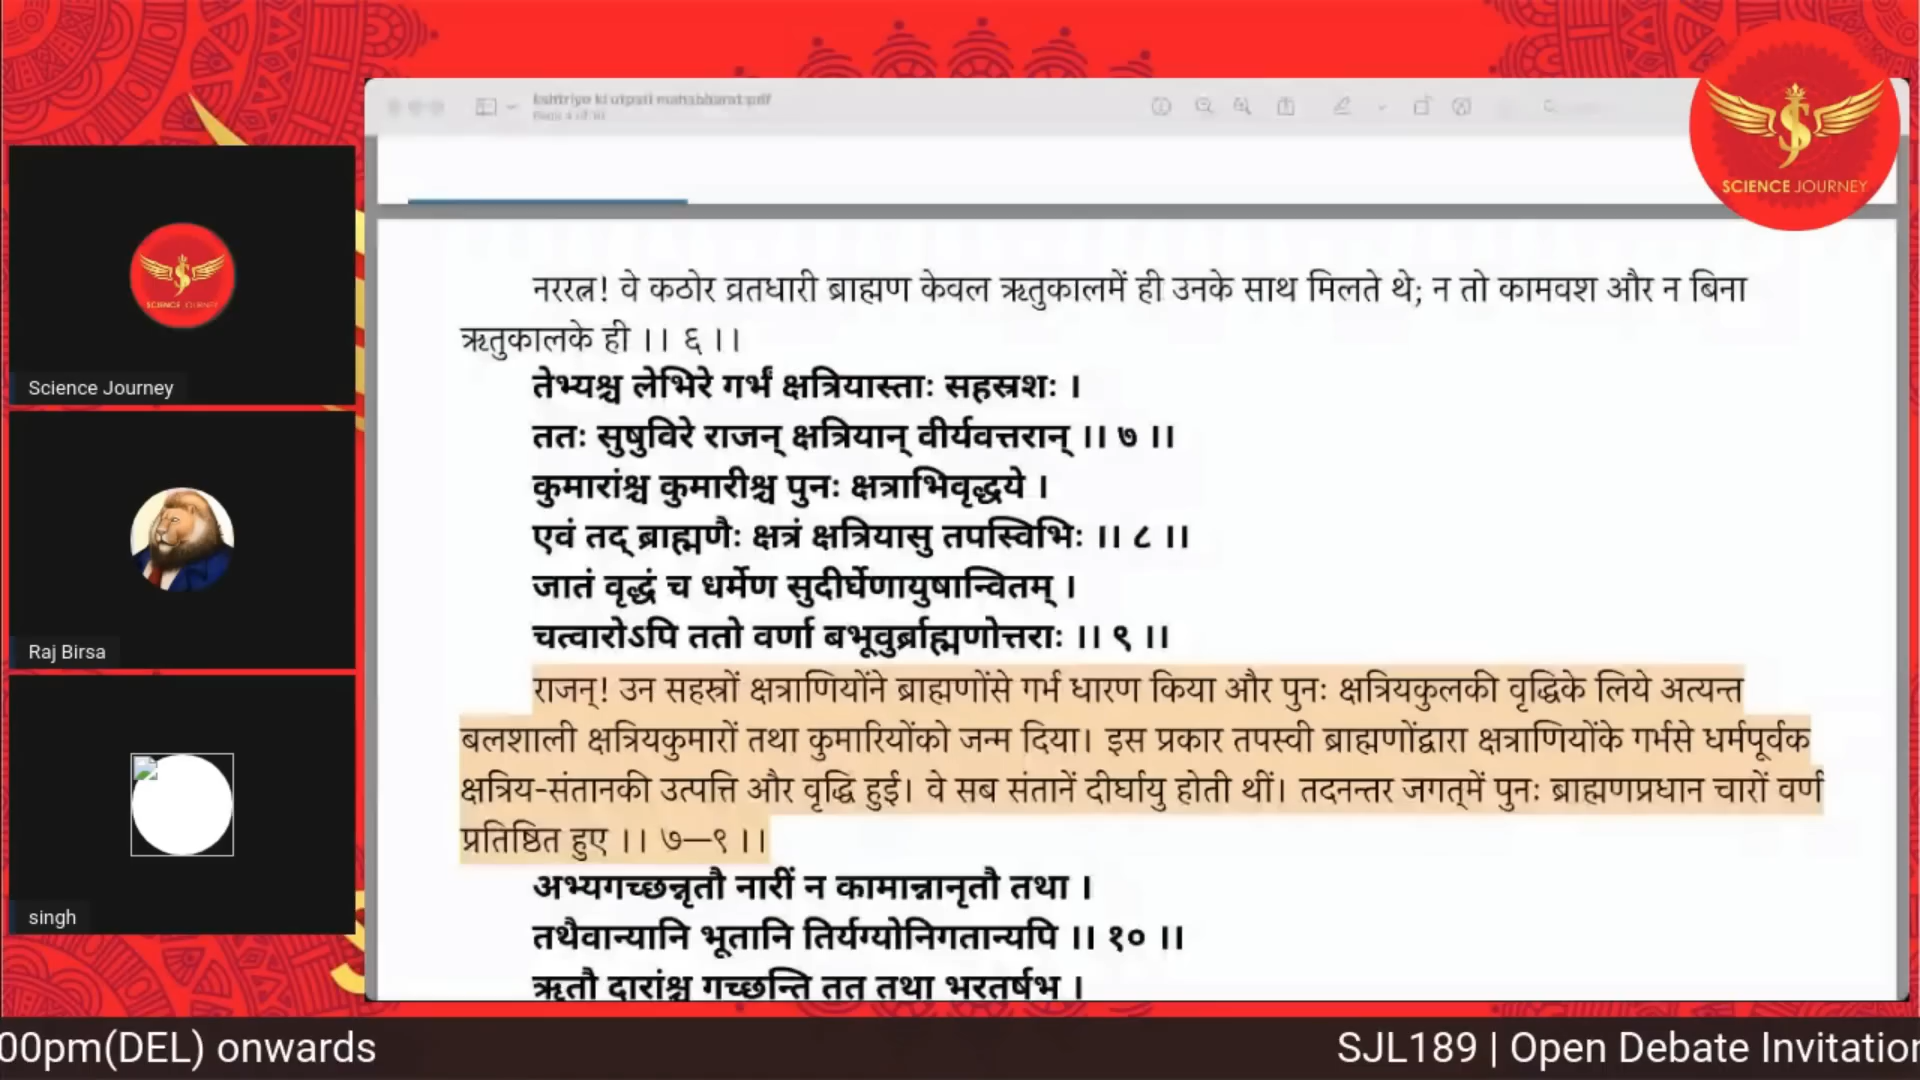 kshtriye ki utpati mahabharat.pdf
SCIENCE JOURNEY
Science Journey
Raj Birsa
singh
नररत्न! वे कठोर व्रतधारी ब्राह्मण केवल ऋतुकालमें ही उनके साथ मिलते थे; न तो कामवश और न बिना
ऋतुकालके ही ।। ६ ।।
तेभ्यश्च लेभिरे गर्भं क्षत्रियास्ताः सहस्रशः ।
ततः सुषुविरे राजन् क्षत्रियान् वीर्यवत्तरान् ।। ७ ।।
कुमारांश्च कुमारीश्च पुनः क्षत्राभिवृद्धये ।
एवं तद् ब्राह्मणैः क्षत्रं क्षत्रियासु तपस्विभिः ।। ८ ।।
जातं वृद्धं च धर्मेण सुदीर्घेणायुषान्वितम् ।
चत्वारोऽपि ततो वर्णा बभूवुर्ब्राह्मणोत्तराः ।। ९ ।।
राजन्! उन सहस्रों क्षत्राणियोंने ब्राह्मणोंसे गर्भ धारण किया और पुनः क्षत्रियकुलकी वृद्धिके लिये अत्यन्त
बलशाली क्षत्रियकुमारों तथा कुमारियोंको जन्म दिया। इस प्रकार तपस्वी ब्राह्मणोंद्वारा क्षत्राणियोंके गर्भसे धर्मपूर्वक
क्षत्रिय-संतानकी उत्पत्ति और वृद्धि हुई। वे सब संतानें दीर्घायु होती थीं। तदनन्तर जगत्‌में पुनः ब्राह्मणप्रधान चारों वर्ण
प्रतिष्ठित हुए ।। ७—९ ।।
अभ्यगच्छन्नृतौ नारीं न कामान्नानृतौ तथा ।
तथैवान्यानि भूतानि तिर्यग्योनिगतान्यपि ।। १० ।।
ऋतौ दारांश्च गच्छन्ति तत् तथा भरतर्षभ ।
00pm(DEL) onwards
SJL189 | Open Debate Invitation